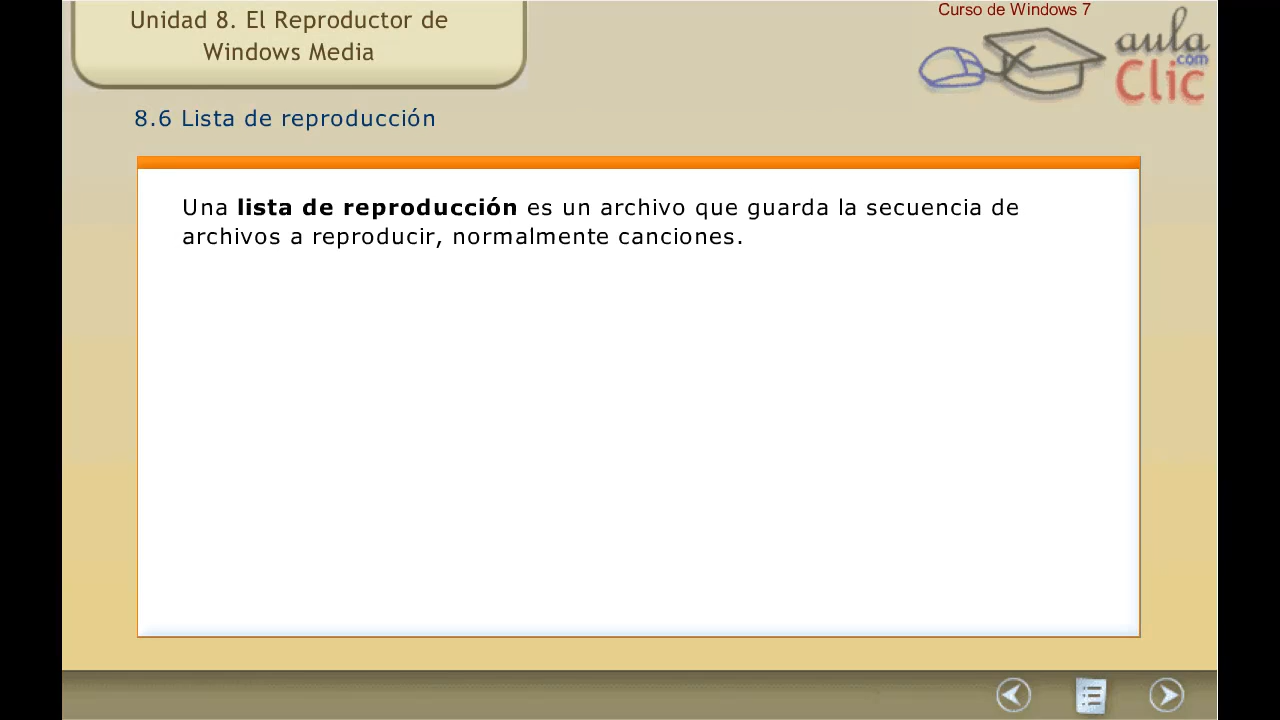 Unidad 8. El Reproductor de
Windows Media
Curso de Windows 7
aula
com
Clic
8.6 Lista de reproducción
Una lista de reproducción es un archivo que guarda la secuencia de
archivos a reproducir, normalmente canciones.